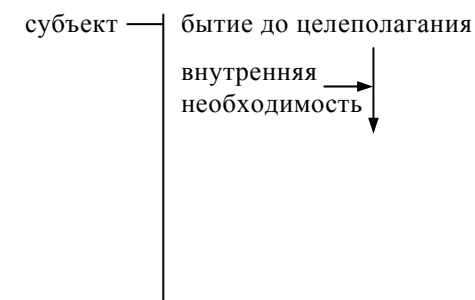 субъект бытие до целеполагания
внутренняя
необходимость